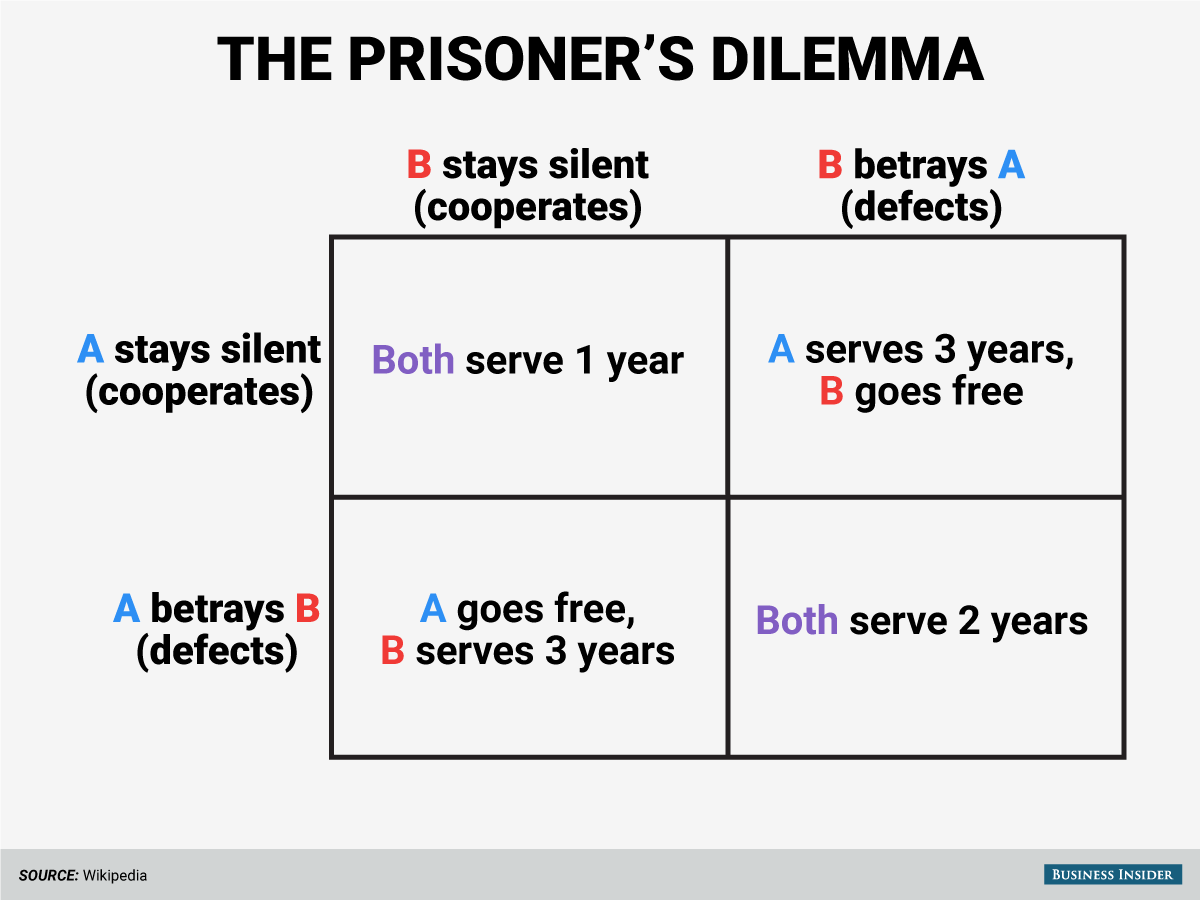 THE PRISONER’S DILEMMA
B stays silent
(cooperates)
B betrays A
(defects)
A stays silent
(cooperates)
Both serve 1 year
A serves 3 years,
B goes free
A betrays B
(defects)
A goes free,
B serves 3 years
Both serve 2 years
SOURCE: Wikipedia
BUSINESS INSIDER